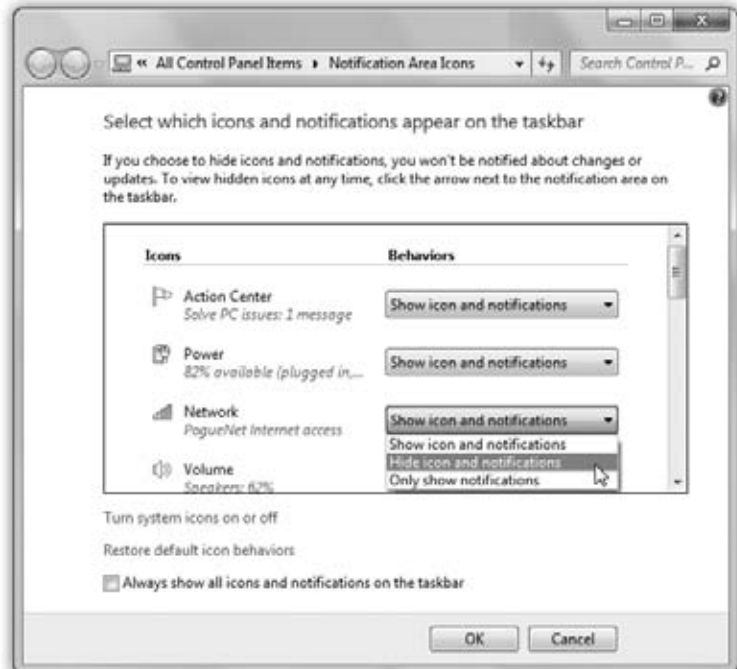 « All Control Panel Items ▸ Notification Area Icons
Search Control P...
Select which icons and notifications appear on the taskbar
If you choose to hide icons and notifications, you won't be notified about changes or
updates. To view hidden icons at any time, click the arrow next to the notification area on
the taskbar.
Icons Behaviors
Action Center Show icon and notifications
Solve PC issues: 1 message
Power Show icon and notifications
82% available (plugged in,...
Network Show icon and notifications
PogueNet Internet access
Show icon and notifications
Hide icon and notifications
Only show notifications
Volume
Speakers: 62%
Turn system icons on or off
Restore default icon behaviors
Always show all icons and notifications on the taskbar
OK Cancel